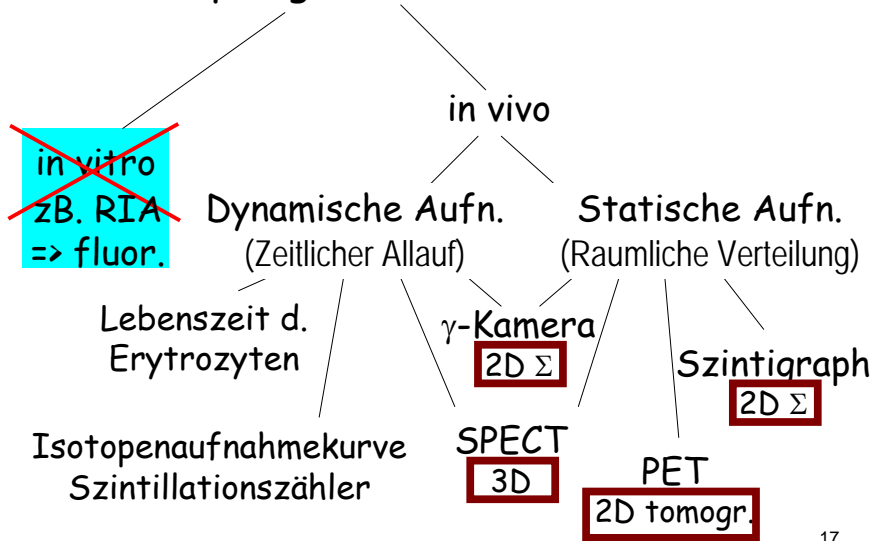 in vivo
in vitro
zB. RIA
=> fluor.
Dynamische Aufn.
(Zeitlicher Allauf)
Statische Aufn.
(Raumliche Verteilung)
Lebenszeit d.
Erytrozyten
γ-Kamera
2D Σ
Szintigraph
2D Σ
Isotopenaufnahmekurve
Szintillationszähler
SPECT
3D
PET
2D tomogr.
17